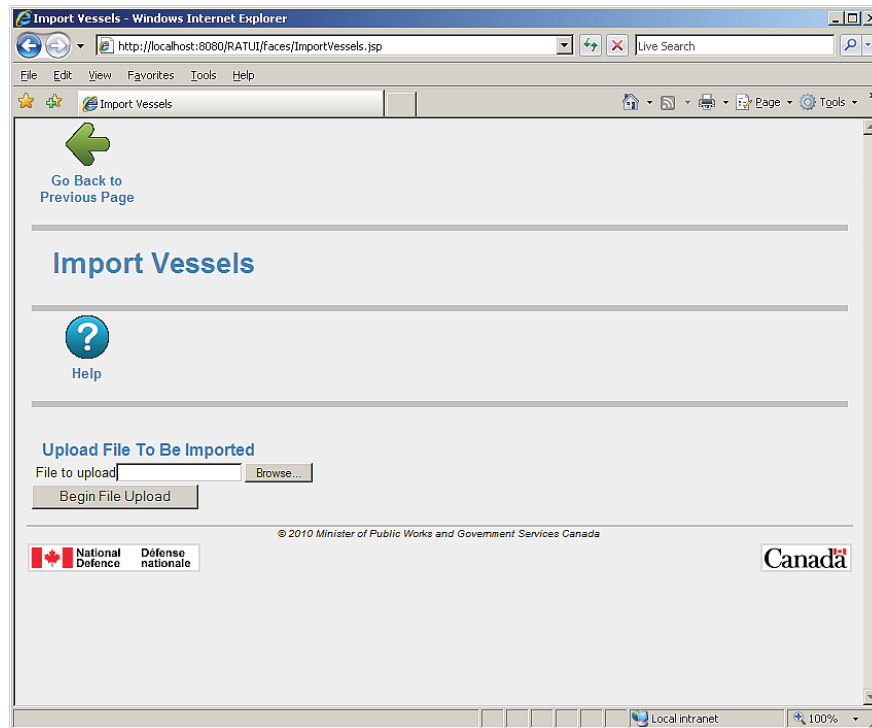 Import Vessels - Windows Internet Explorer
http://localhost:8080/RATUI/faces/ImportVessels.jsp
Live Search
File Edit View Favorites Tools Help
Import Vessels
Page Tools
Go Back to
Previous Page
Import Vessels
?
Help
Upload File To Be Imported
File to upload
Browse...
Begin File Upload
© 2010 Minister of Public Works and Government Services Canada
National Défense
Defence nationale
Canada
Local intranet
100%